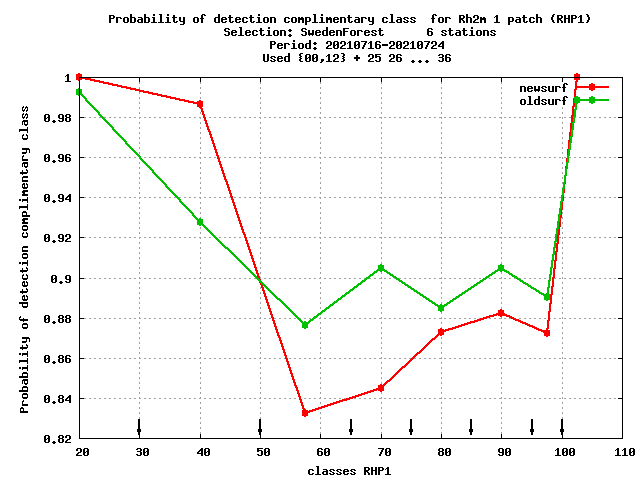 Probability of detection complimentary class  for Rh2m 1 patch (RHP1)
Selection: SwedenForest      6 stations
Period: 20210716-20210724
Used {00,12} + 25 26 ... 36
newsurf
oldsurf
Probability of detection complimentary class
1
0,98
0,96
0,94
0,92
0,9
0,88
0,86
0,84
0,82
20 30 40 50 60 70 80 90 100 110
classes RHP1